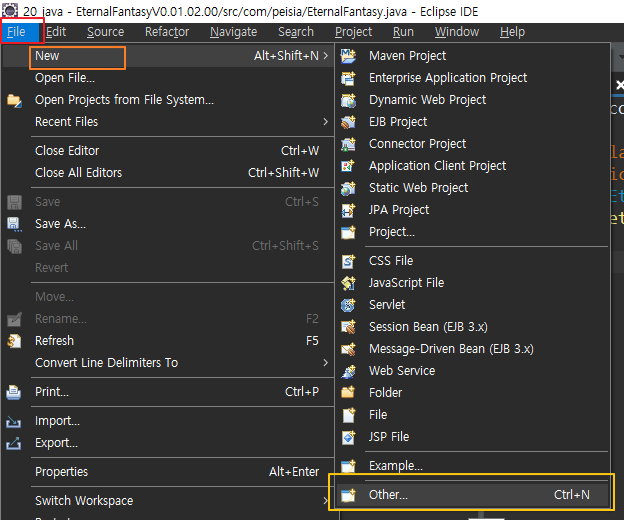 20_java - EternalFantasyV0.01.02.00/src/com/peisia/EternalFantasy.java - Eclipse IDE
File Edit Source Refactor Navigate Search Project Run Window Help
New Alt+Shift+N >
Open File...
Open Projects from File System...
Recent Files >
Close Editor Ctrl+W
Close All Editors Ctrl+Shift+W
Save Ctrl+S
Save As...
Save All Ctrl+Shift+S
Revert
Move...
Rename... F2
Refresh F5
Convert Line Delimiters To >
Print... Ctrl+P
Import...
Export...
Properties Alt+Enter
Switch Workspace >
Maven Project
Enterprise Application Project
Dynamic Web Project
EJB Project
Connector Project
Application Client Project
Static Web Project
JPA Project
Project...
CSS File
JavaScript File
Servlet
Session Bean (EJB 3.x)
Message-Driven Bean (EJB 3.x)
Web Service
Folder
File
JSP File
Example...
Other... Ctrl+N